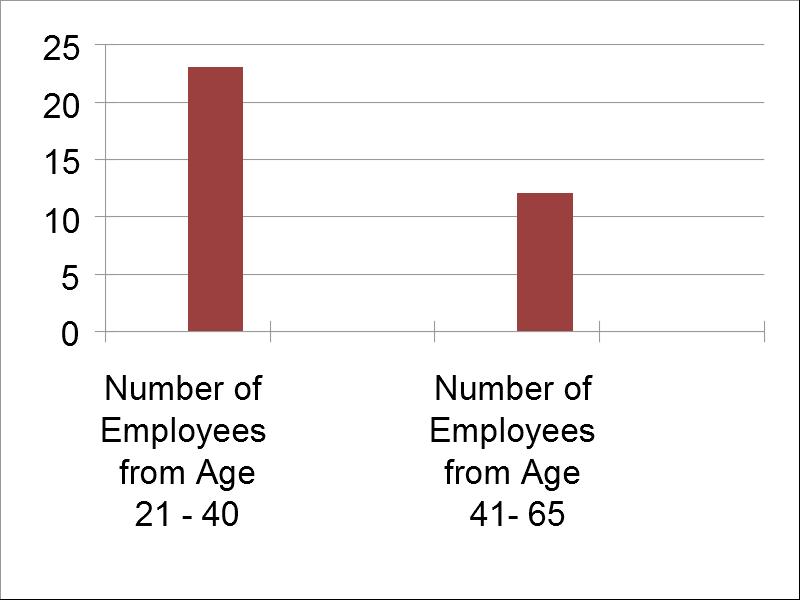 25
20
15
10
5
0
Number of
Employees
from Age
21 - 40
Number of
Employees
from Age
41- 65